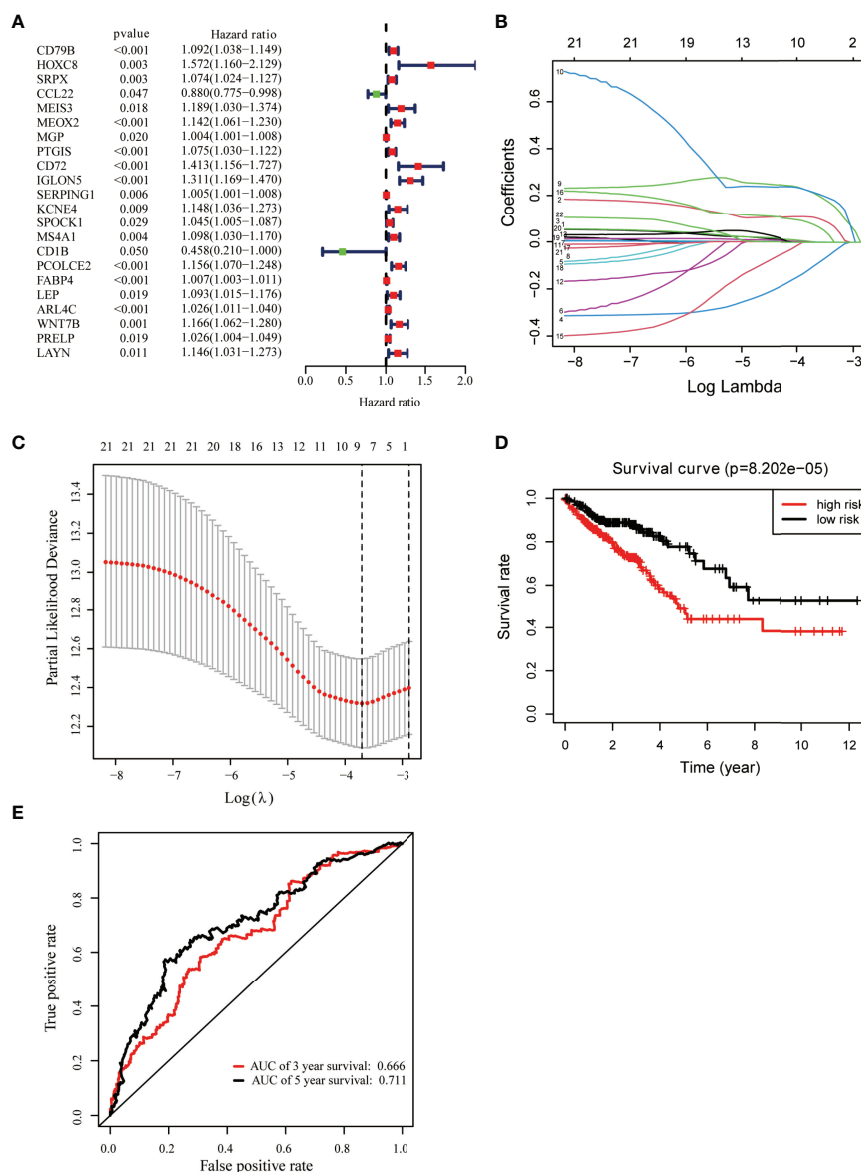 A
pvalue Hazard ratio
CD79B <0.001 1.092(1.038−1.149)
HOXC8 0.003 1.572(1.160−2.129)
SRPX 0.003 1.074(1.024−1.127)
CCL22 0.047 0.880(0.775−0.998)
MEIS3 0.018 1.189(1.030−1.374)
MEOX2 <0.001 1.142(1.061−1.230)
MGP 0.020 1.004(1.001−1.008)
PTGIS <0.001 1.075(1.030−1.122)
CD72 <0.001 1.413(1.156−1.727)
IGLON5 <0.001 1.311(1.169−1.470)
SERPING1 0.006 1.005(1.001−1.008)
KCNE4 0.009 1.148(1.036−1.273)
SPOCK1 0.029 1.045(1.005−1.087)
MS4A1 0.004 1.098(1.030−1.170)
CD1B 0.050 0.458(0.210−1.000)
PCOLCE2 <0.001 1.156(1.070−1.248)
FABP4 <0.001 1.007(1.003−1.011)
LEP 0.019 1.093(1.015−1.176)
ARL4C <0.001 1.026(1.011−1.040)
WNT7B 0.001 1.166(1.062−1.280)
PRELP 0.019 1.026(1.004−1.049)
LAYN 0.011 1.146(1.031−1.273)
0.0 0.5 1.0 1.5 2.0
Hazard ratio
B
21 21 19 13 10 2
Coefficients
0.6
0.4
0.2
0.0
−0.2
−0.4
10
9
16
2
22
3
20
21
8
5
18
12
6
4
15
−8 −7 −6 −5 −4 −3
Log Lambda
C
21 21 21 21 21 20 18 16 13 12 11 10 9 7 5 1
Partial Likelihood Deviance
13.4
13.2
13.0
12.8
12.6
12.4
12.2
−8 −7 −6 −5 −4 −3
Log(λ)
D
Survival curve (p=8.202e−05)
high risk
low risk
Survival rate
1.0
0.8
0.6
0.4
0.2
0.0
0 2 4 6 8 10 12
Time (year)
E
True positive rate
1.0
0.8
0.6
0.4
0.2
0.0
AUC of 3 year survival: 0.666
AUC of 5 year survival: 0.711
0.0 0.2 0.4 0.6 0.8 1.0
False positive rate